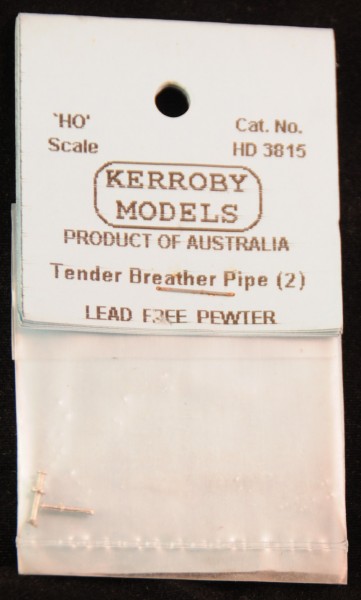 'HO' Cat. No.
Scale HD 3815
KERROBY
MODELS
PRODUCT OF AUSTRALIA
Tender Breather Pipe (2)
LEAD FREE PEWTER